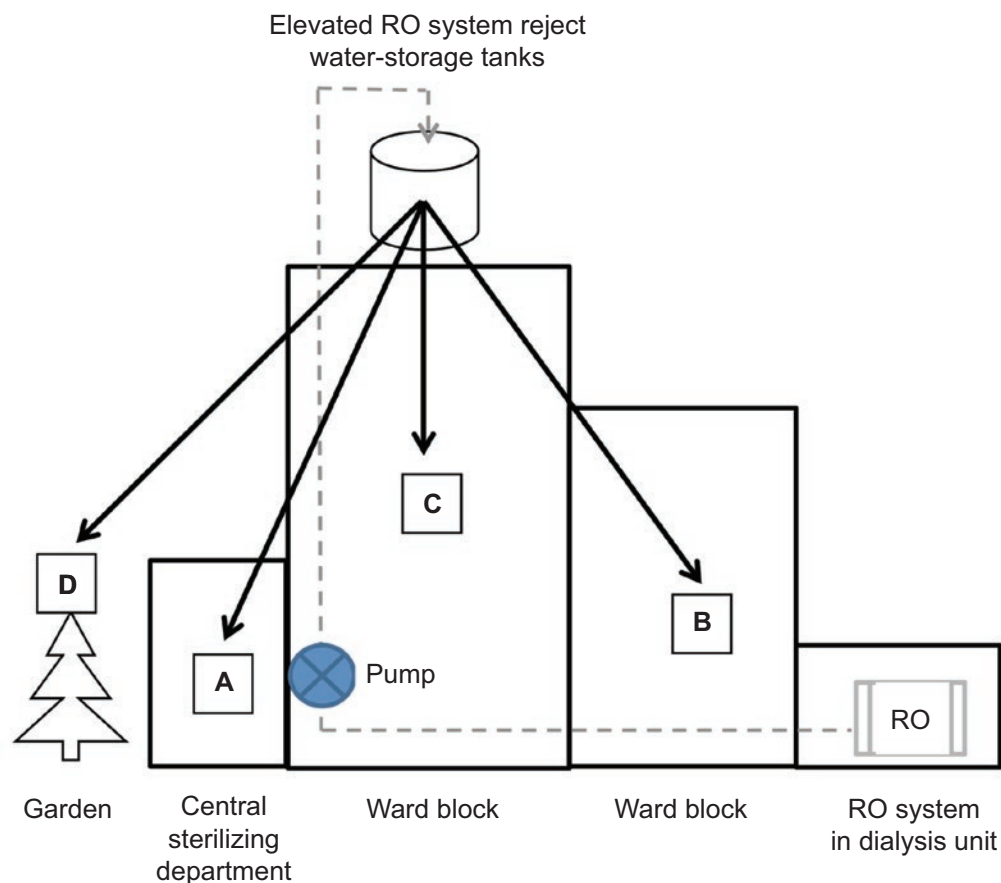 Elevated RO system reject
water-storage tanks
C
D
B
A
Pump
RO
Garden
Central
sterilizing
department
Ward block
Ward block
RO system
in dialysis unit